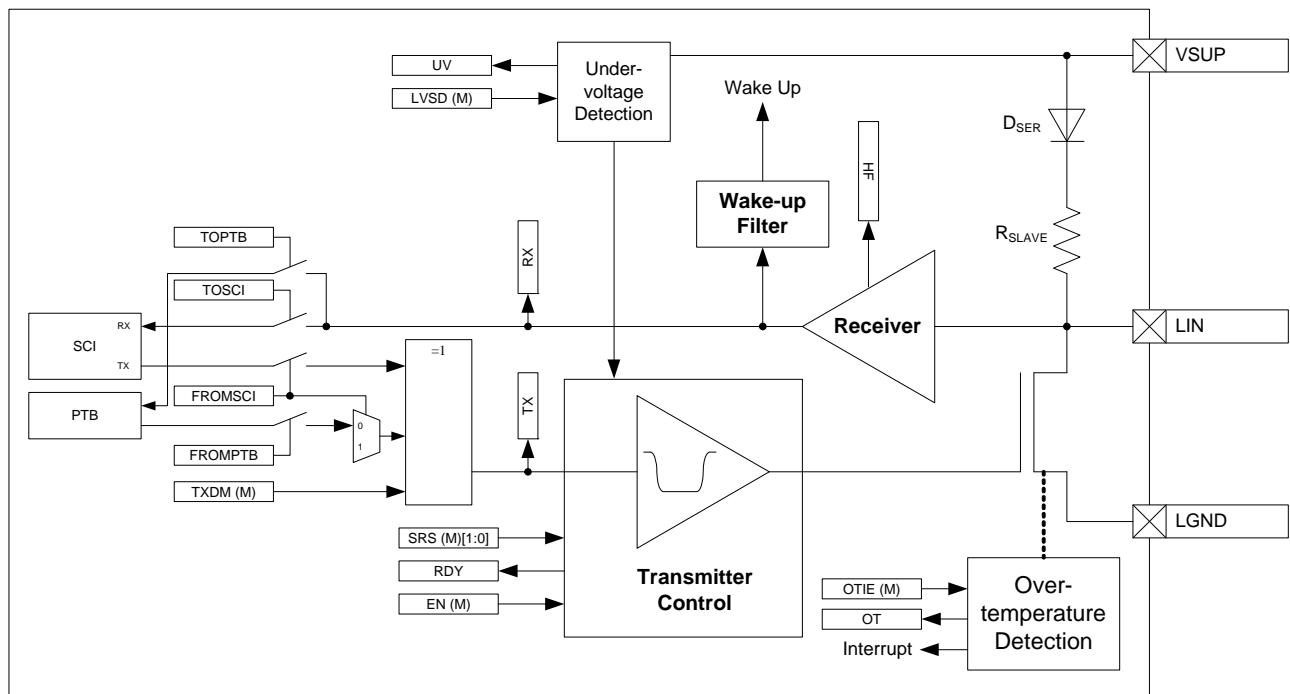 VSUP
UV
LVSD (M)
Under-
voltage
Detection
Wake Up
DSER
HF
Wake-up
Filter
RSLAVE
TOPTB
RX
TOSCI
RX
SCI
TX
Receiver
LIN
=1
FROMSCI
PTB
0
1
TX
FROMPTB
TXDM (M)
SRS (M)[1:0]
RDY
EN (M)
Transmitter
Control
LGND
OTIE (M)
OT
Interrupt
Over-
temperature
Detection